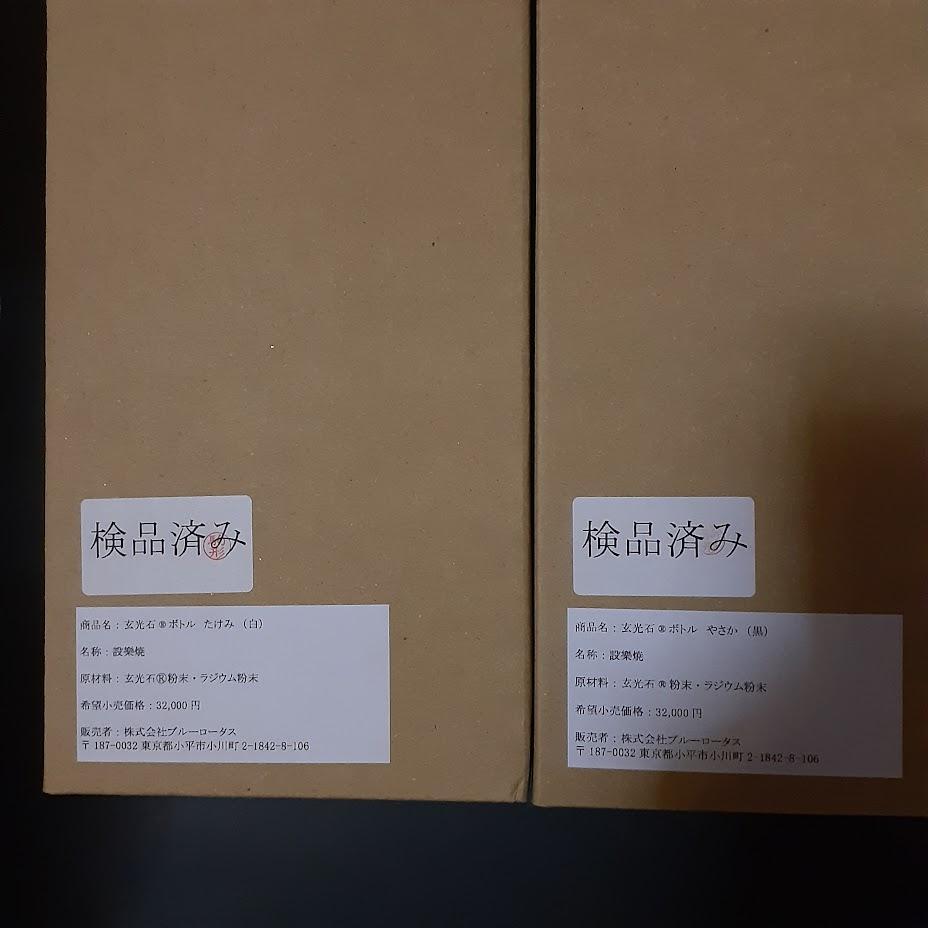 検品済み
商品名：玄光石®ボトル たけみ（白）
名称：設樂焼
原材料：玄光石Ⓡ粉末・ラジウム粉末
希望小売価格：32,000円
販売者：株式会社ブルーロータス
〒187-0032 東京都小平市小川町2-1842-8-106
検品済み
商品名：玄光石®ボトル やさか（黒）
名称：設樂焼
原材料：玄光石®粉末・ラジウム粉末
希望小売価格：32,000円
販売者：株式会社ブルーロータス
〒187-0032 東京都小平市小川町2-1842-8-106